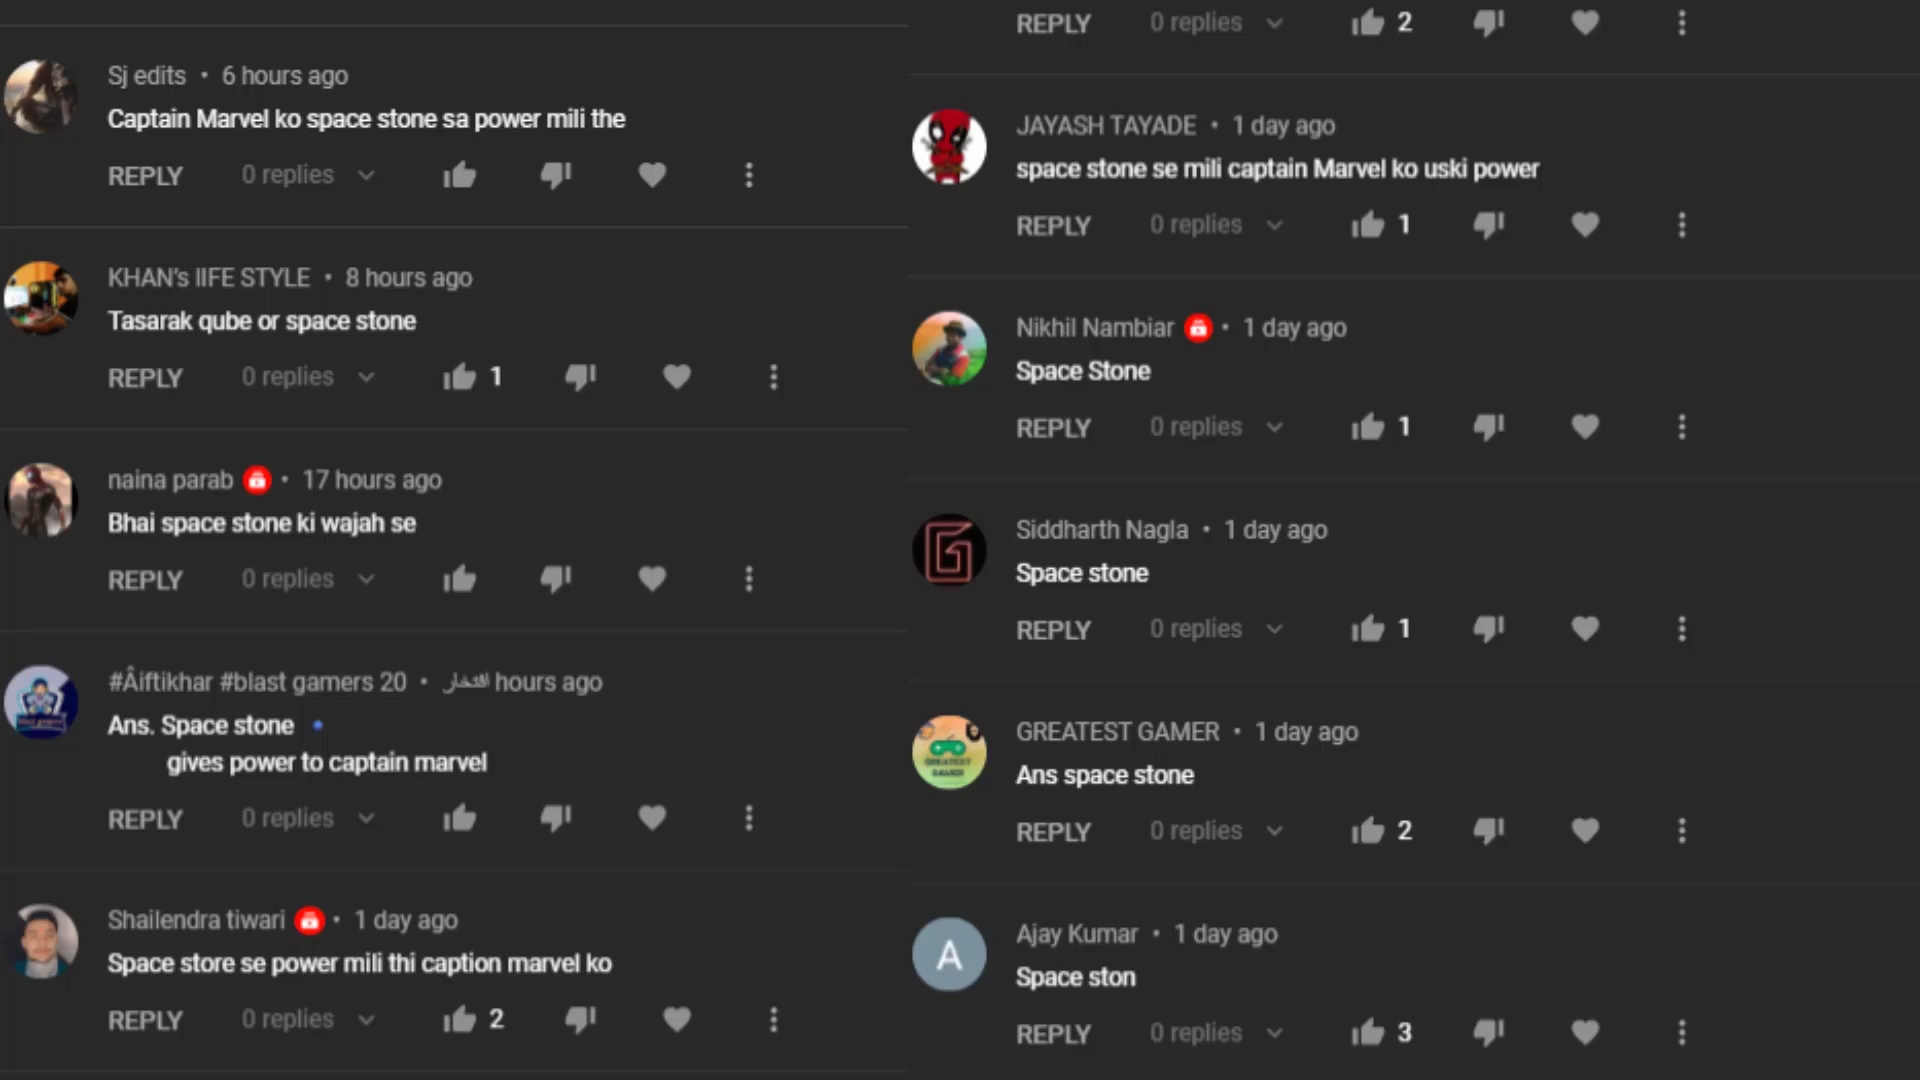 Sj edits • 6 hours ago
Captain Marvel ko space stone sa power mili the
REPLY 0 replies
KHAN's lIFE STYLE • 8 hours ago
Tasarak qube or space stone
REPLY 0 replies 1
naina parab • 17 hours ago
Bhai space stone ki wajah se
REPLY 0 replies
#Âiftikhar #blast gamers 20 • افتخار hours ago
Ans. Space stone
gives power to captain marvel
REPLY 0 replies
Shailendra tiwari • 1 day ago
Space store se power mili thi caption marvel ko
REPLY 0 replies 2
REPLY 0 replies 2
JAYASH TAYADE • 1 day ago
space stone se mili captain Marvel ko uski power
REPLY 0 replies 1
Nikhil Nambiar • 1 day ago
Space Stone
REPLY 0 replies 1
G
Siddharth Nagla • 1 day ago
Space stone
REPLY 0 replies 1
GREATEST GAMER
GREATEST GAMER • 1 day ago
Ans space stone
REPLY 0 replies 2
A
Ajay Kumar • 1 day ago
Space ston
REPLY 0 replies 3